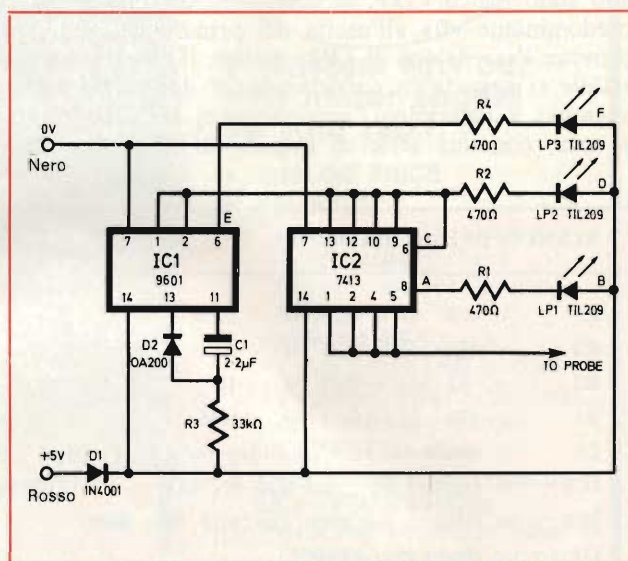 R4
470Ω
F
LP3 TIL209
0V
Nero
R2
470Ω
D
LP2 TIL209
E
7 1 2 6
IC1
9601
14 13 11
7 13 12 10 9
6
C
IC2
7413
8
A
14 1 2 4 5
R1
470Ω
B
LP1 TIL209
D2
OA200
C1
2 2µF
TO PROBE
R3
33kΩ
+5V
Rosso
D1
1N4001